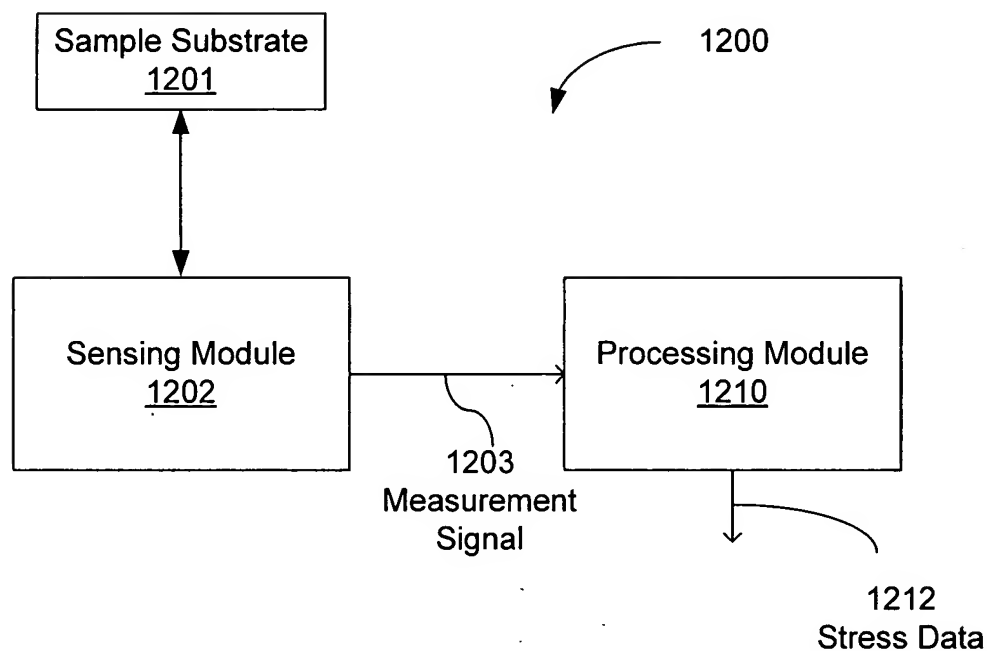 Sample Substrate
1201
1200
Sensing Module
1202
Processing Module
1210
1203
Measurement
Signal
1212
Stress Data